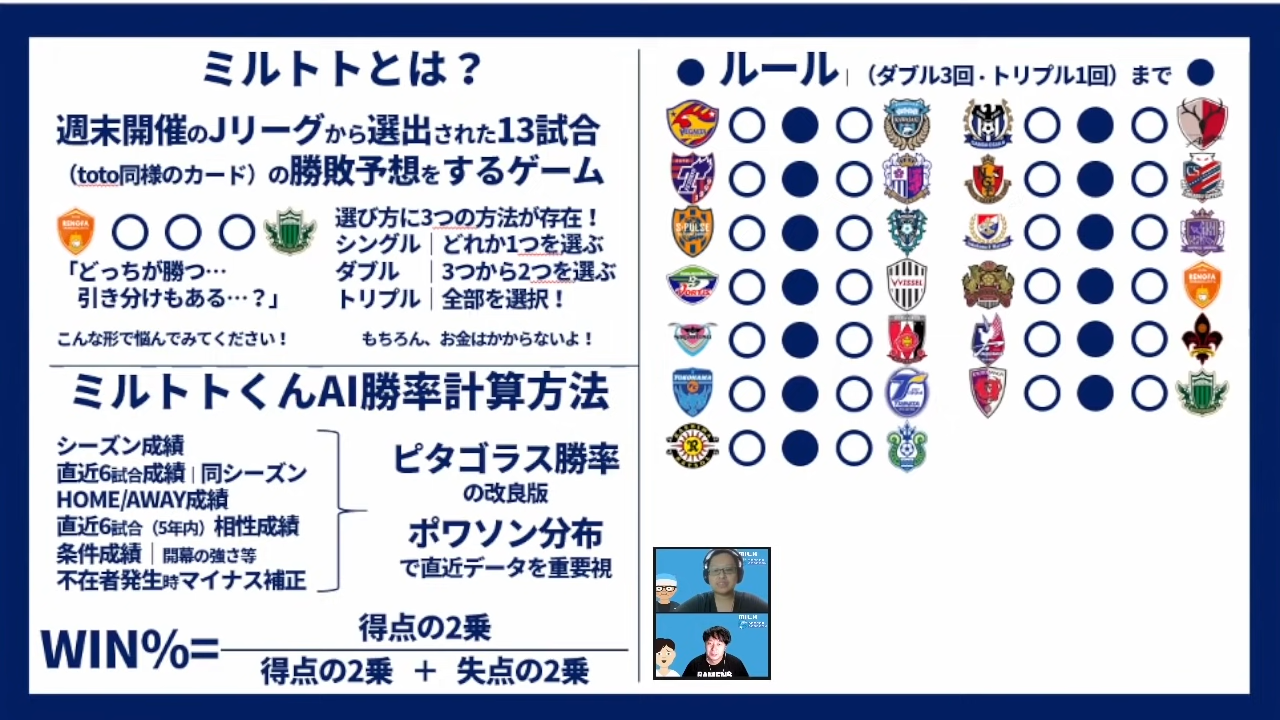 ミルトトとは？
週末開催のJリーグから選出された13試合
（toto同様のカード）の勝敗予想をするゲーム
「どっちが勝つ…
引き分けもある…？」
選び方に3つの方法が存在！
シングル｜どれか1つを選ぶ
ダブル｜3つから2つを選ぶ
トリプル｜全部を選択！
こんな形で悩んでみてください！
もちろん、お金はかからないよ！
ミルトトくんAI勝率計算方法
シーズン成績
直近6試合成績｜同シーズン
HOME/AWAY成績
直近6試合（5年内）相性成績
条件成績｜開幕の強さ等
不在者発生時マイナス補正
ピタゴラス勝率
の改良版
ポワソン分布
で直近データを重要視
WIN%=
得点の2乗
得点の2乗 ＋ 失点の2乗
● ルール｜（ダブル3回・トリプル1回）まで ●
RENOFA
S-PULSE
VISSEL
RENOFA